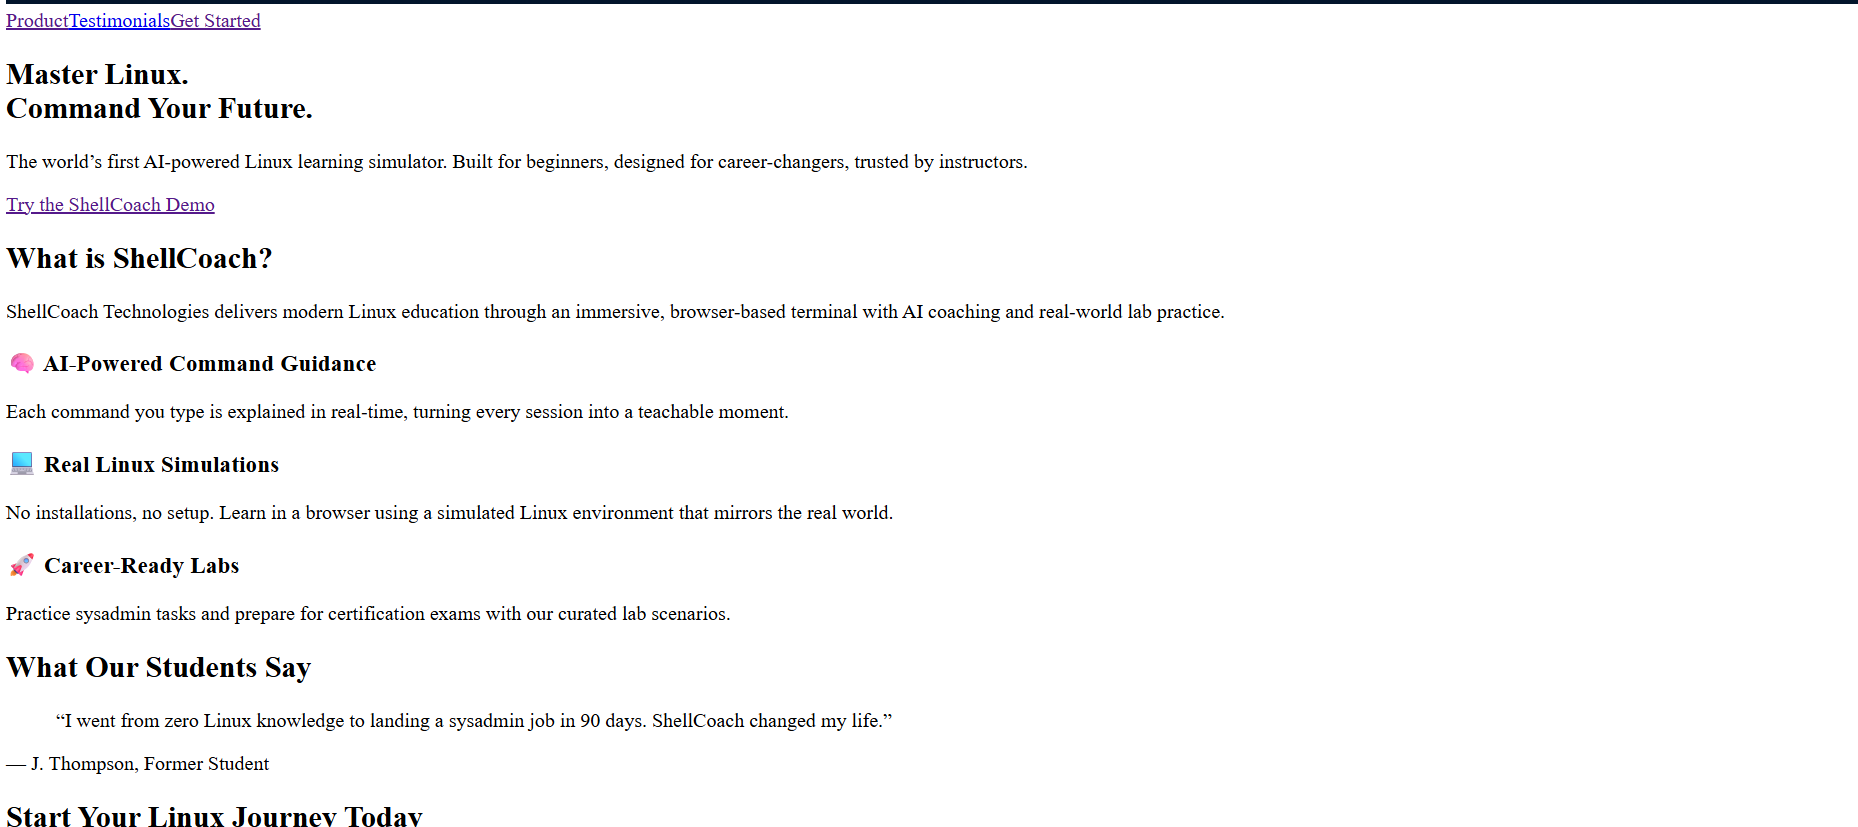 ProductTestimonialsGet Started
Master Linux.
Command Your Future.
The world’s first AI-powered Linux learning simulator. Built for beginners, designed for career-changers, trusted by instructors.
Try the ShellCoach Demo
What is ShellCoach?
ShellCoach Technologies delivers modern Linux education through an immersive, browser-based terminal with AI coaching and real-world lab practice.
🧠 AI-Powered Command Guidance
Each command you type is explained in real-time, turning every session into a teachable moment.
💻 Real Linux Simulations
No installations, no setup. Learn in a browser using a simulated Linux environment that mirrors the real world.
🚀 Career-Ready Labs
Practice sysadmin tasks and prepare for certification exams with our curated lab scenarios.
What Our Students Say
“I went from zero Linux knowledge to landing a sysadmin job in 90 days. ShellCoach changed my life.”
— J. Thompson, Former Student
Start Your Linux Journey Today